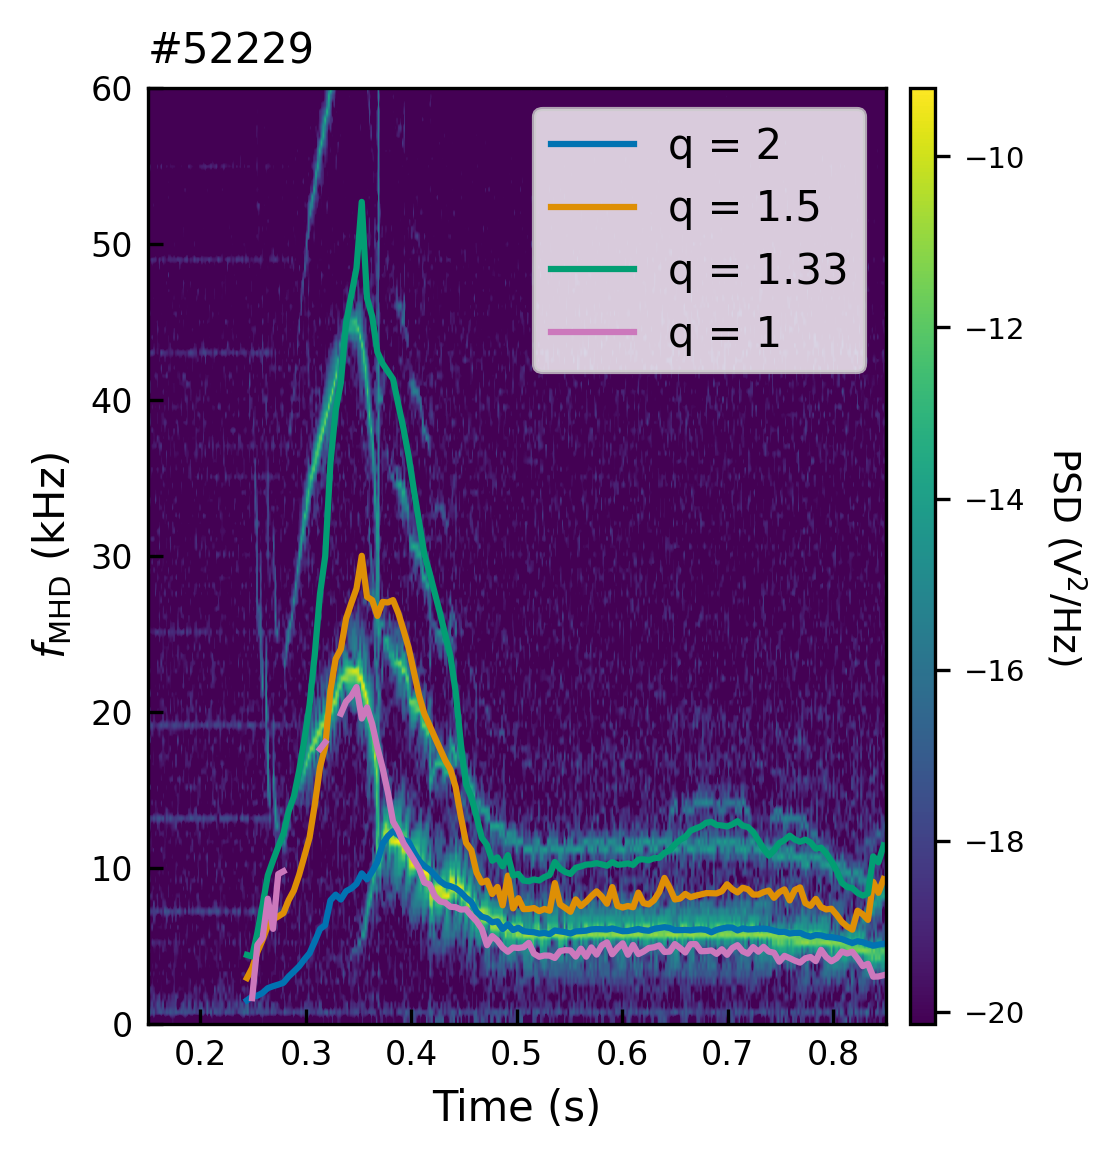 #52229
60
50
40
30
20
10
0
f_MHD (kHz)
0.2 0.3 0.4 0.5 0.6 0.7 0.8
Time (s)
q = 2
q = 1.5
q = 1.33
q = 1
−10
−12
−14
−16
−18
−20
PSD (V²/Hz)